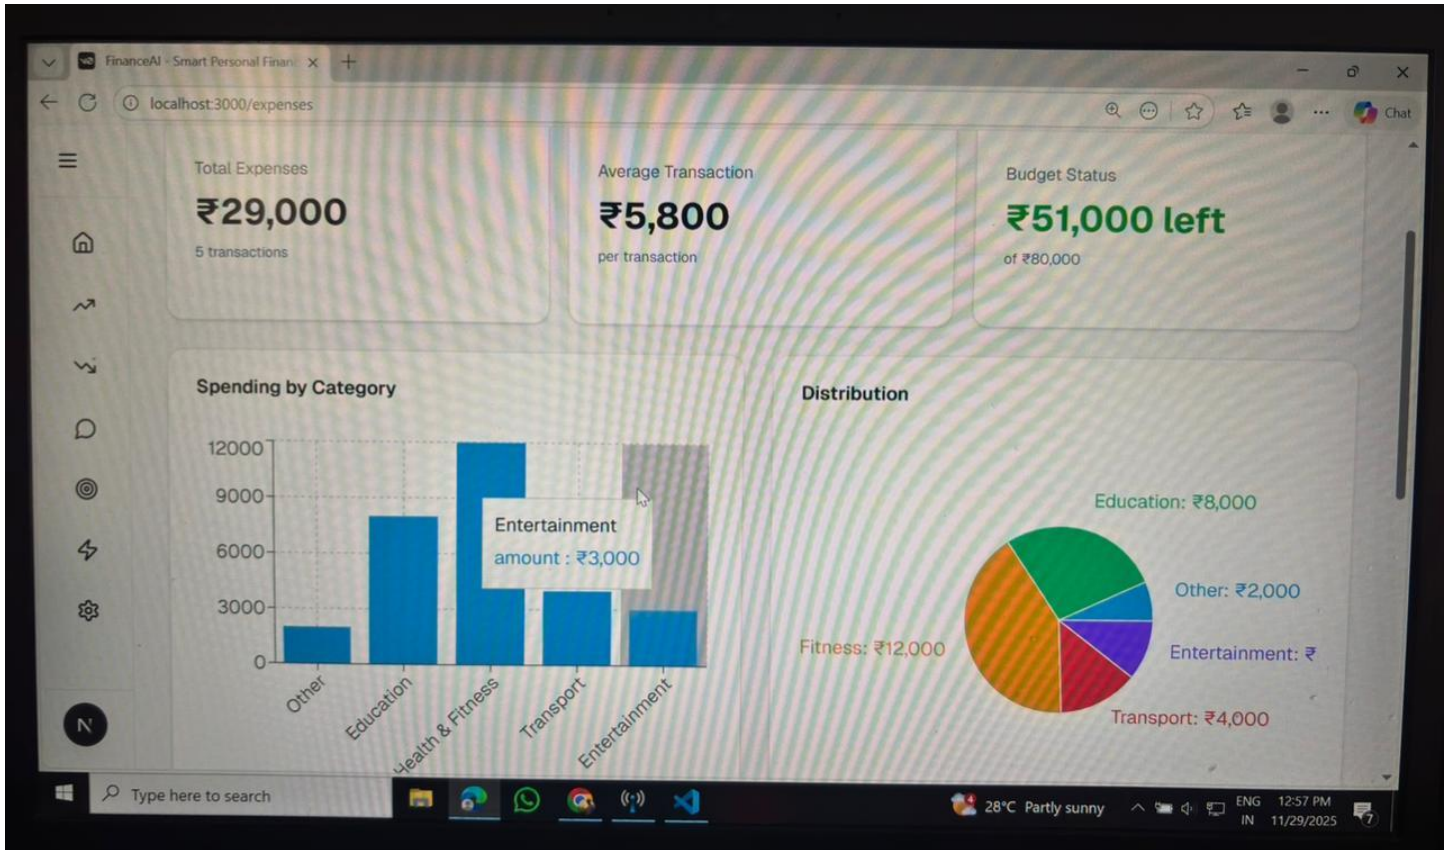 FinanceAI - Smart Personal Finan
localhost:3000/expenses
Chat
Total Expenses
₹29,000
5 transactions
Average Transaction
₹5,800
per transaction
Budget Status
₹51,000 left
of ₹80,000
Spending by Category
12000
9000
6000
3000
0
Entertainment
amount : ₹3,000
Other
Education
Health & Fitness
Transport
Entertainment
Distribution
Education: ₹8,000
Other: ₹2,000
Fitness: ₹12,000
Entertainment: ₹
Transport: ₹4,000
N
Type here to search
28°C Partly sunny
ENG
IN
12:57 PM
11/29/2025
7